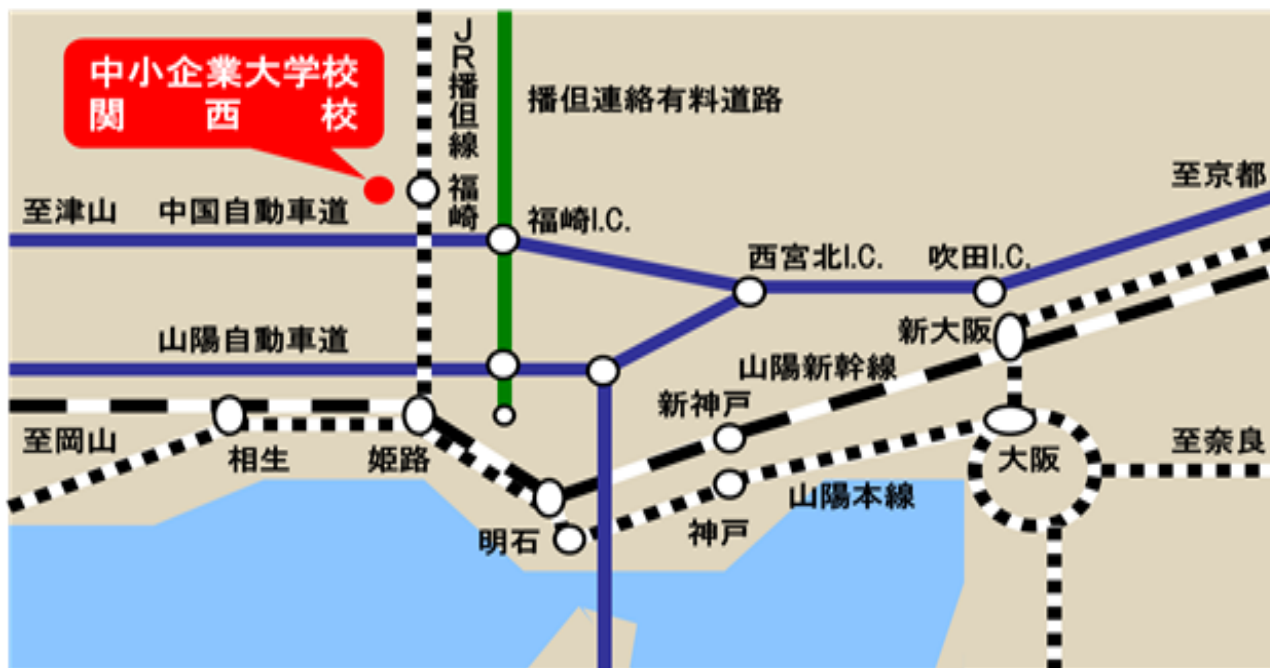 中小企業大学校
関西校
JR播但線
播但連絡有料道路
福崎
至京都
至津山
中国自動車道
福崎I.C.
西宮北I.C.
吹田I.C.
山陽自動車道
新大阪
山陽新幹線
新神戸
至岡山
相生
姫路
大阪
至奈良
山陽本線
明石
神戸